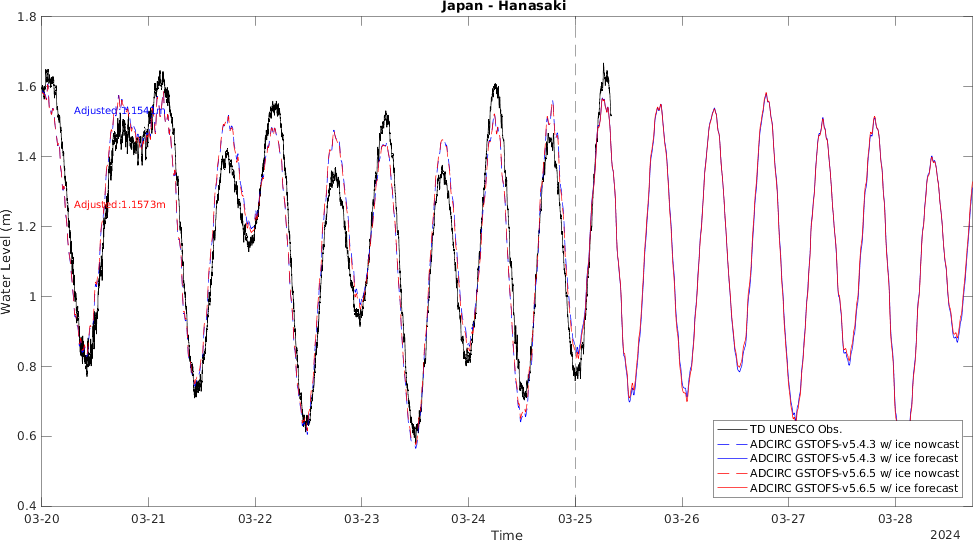 Japan - Hanasaki
1.8
1.6
1.4
1.2
1
0.8
0.6
0.4
Water Level (m)
Adjusted:1.1541m
Adjusted:1.1573m
TD UNESCO Obs.
ADCIRC GSTOFS-v5.4.3 w/ ice nowcast
ADCIRC GSTOFS-v5.4.3 w/ ice forecast
ADCIRC GSTOFS-v5.6.5 w/ ice nowcast
ADCIRC GSTOFS-v5.6.5 w/ ice forecast
03-20 03-21 03-22 03-23 03-24 03-25 03-26 03-27 03-28
Time
2024